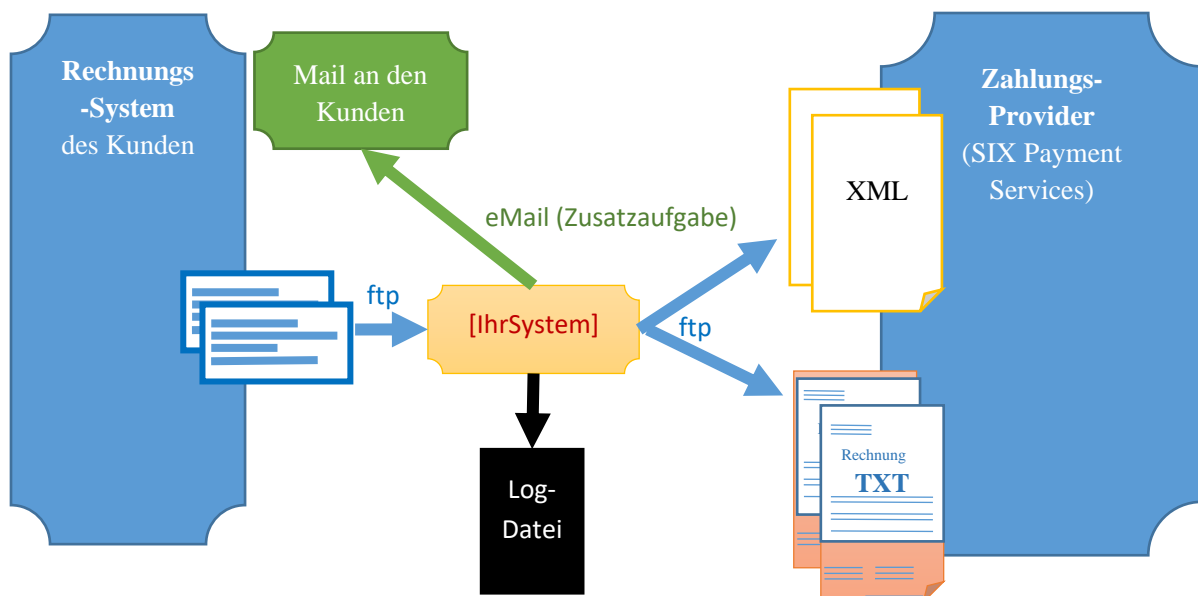 Rechnungs
-System
des Kunden
Mail an den
Kunden
Zahlungs-
Provider
(SIX Payment
Services)
XML
eMail (Zusatzaufgabe)
ftp
[IhrSystem]
ftp
Log-
Datei
Rechnung
TXT